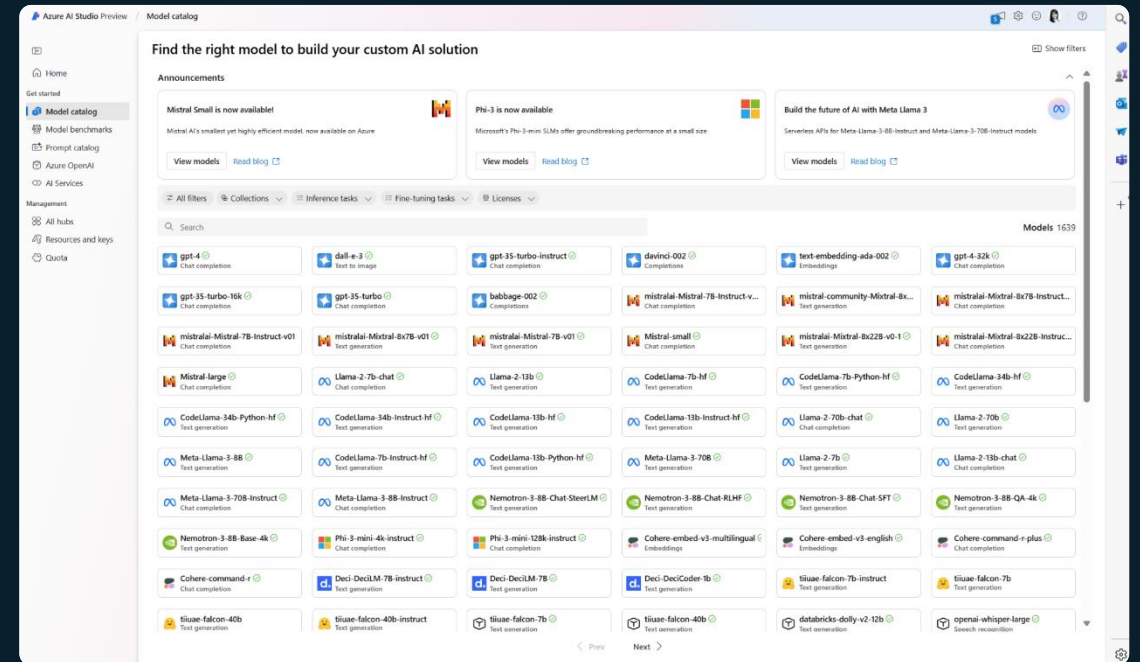 Azure AI Studio Preview / Model catalog
Home
Get started
Model catalog
Model benchmarks
Prompt catalog
Azure OpenAI
AI Services
Management
All hubs
Resources and keys
Quota
Find the right model to build your custom AI solution
Show filters
Announcements
Mistral Small is now available!
Mistral AI's smallest yet highly efficient model, now available on Azure
View models Read blog
Phi-3 is now available
Microsoft's Phi-3-mini SLMs offer groundbreaking performance at a small size
View models Read blog
Build the future of AI with Meta Llama 3
Serverless APIs for Meta-Llama-3-8B-Instruct and Meta-Llama-3-70B-Instruct models
View models Read blog
All filters Collections Inference tasks Fine-tuning tasks Licenses
Search
Models 1639
gpt-4
Chat completion
dall-e-3
Text to image
gpt-35-turbo-instruct
Chat completion
davinci-002
Completions
text-embedding-ada-002
Embeddings
gpt-4-32k
Chat completion
gpt-35-turbo-16k
Chat completion
gpt-35-turbo
Chat completion
babbage-002
Completions
mistralai-Mistral-7B-Instruct-v...
Chat completion
mistral-community-Mixtral-8x...
Text generation
mistralai-Mixtral-8x7B-Instruct...
Chat completion
mistralai-Mistral-7B-Instruct-v01
Chat completion
mistralai-Mixtral-8x7B-v01
Text generation
mistralai-Mistral-7B-v01
Text generation
Mistral-small
Chat completion
mistralai-Mixtral-8x22B-v0-1
Text generation
mistralai-Mixtral-8x22B-Instruc...
Chat completion
Mistral-large
Chat completion
Llama-2-7b-chat
Chat completion
Llama-2-13b
Text generation
CodeLlama-7b-hf
Text generation
CodeLlama-7b-Python-hf
Text generation
CodeLlama-34b-hf
Text generation
CodeLlama-34b-Python-hf
Text generation
CodeLlama-34b-Instruct-hf
Text generation
CodeLlama-13b-hf
Text generation
CodeLlama-13b-Instruct-hf
Text generation
Llama-2-70b-chat
Chat completion
Llama-2-70b
Text generation
Meta-Llama-3-8B
Text generation
CodeLlama-7b-Instruct-hf
Text generation
CodeLlama-13b-Python-hf
Text generation
Meta-Llama-3-70B
Text generation
Llama-2-7b
Text generation
Llama-2-13b-chat
Chat completion
Meta-Llama-3-70B-Instruct
Chat completion
Meta-Llama-3-8B-Instruct
Chat completion
Nemotron-3-8B-Chat-SteerLM
Text generation
Nemotron-3-8B-Chat-RLHF
Text generation
Nemotron-3-8B-Chat-SFT
Text generation
Nemotron-3-8B-QA-4k
Text generation
Nemotron-3-8B-Base-4k
Text generation
Phi-3-mini-4k-instruct
Chat completion
Phi-3-mini-128k-instruct
Chat completion
Cohere-embed-v3-multilingual
Embeddings
Cohere-embed-v3-english
Embeddings
Cohere-command-r-plus
Chat completion
Cohere-command-r
Chat completion
Deci-DeciLM-7B-instruct
Text generation
Deci-DeciLM-7B
Text generation
Deci-DeciCoder-1b
Text generation
tiiuae-falcon-7b-instruct
Text generation
tiiuae-falcon-7b
Text generation
tiiuae-falcon-40b
Text generation
tiiuae-falcon-40b-instruct
Text generation
tiiuae-falcon-7b
Text generation
tiiuae-falcon-40b
Text generation
databricks-dolly-v2-12b
Text generation
openai-whisper-large
Speech recognition
Prev Next